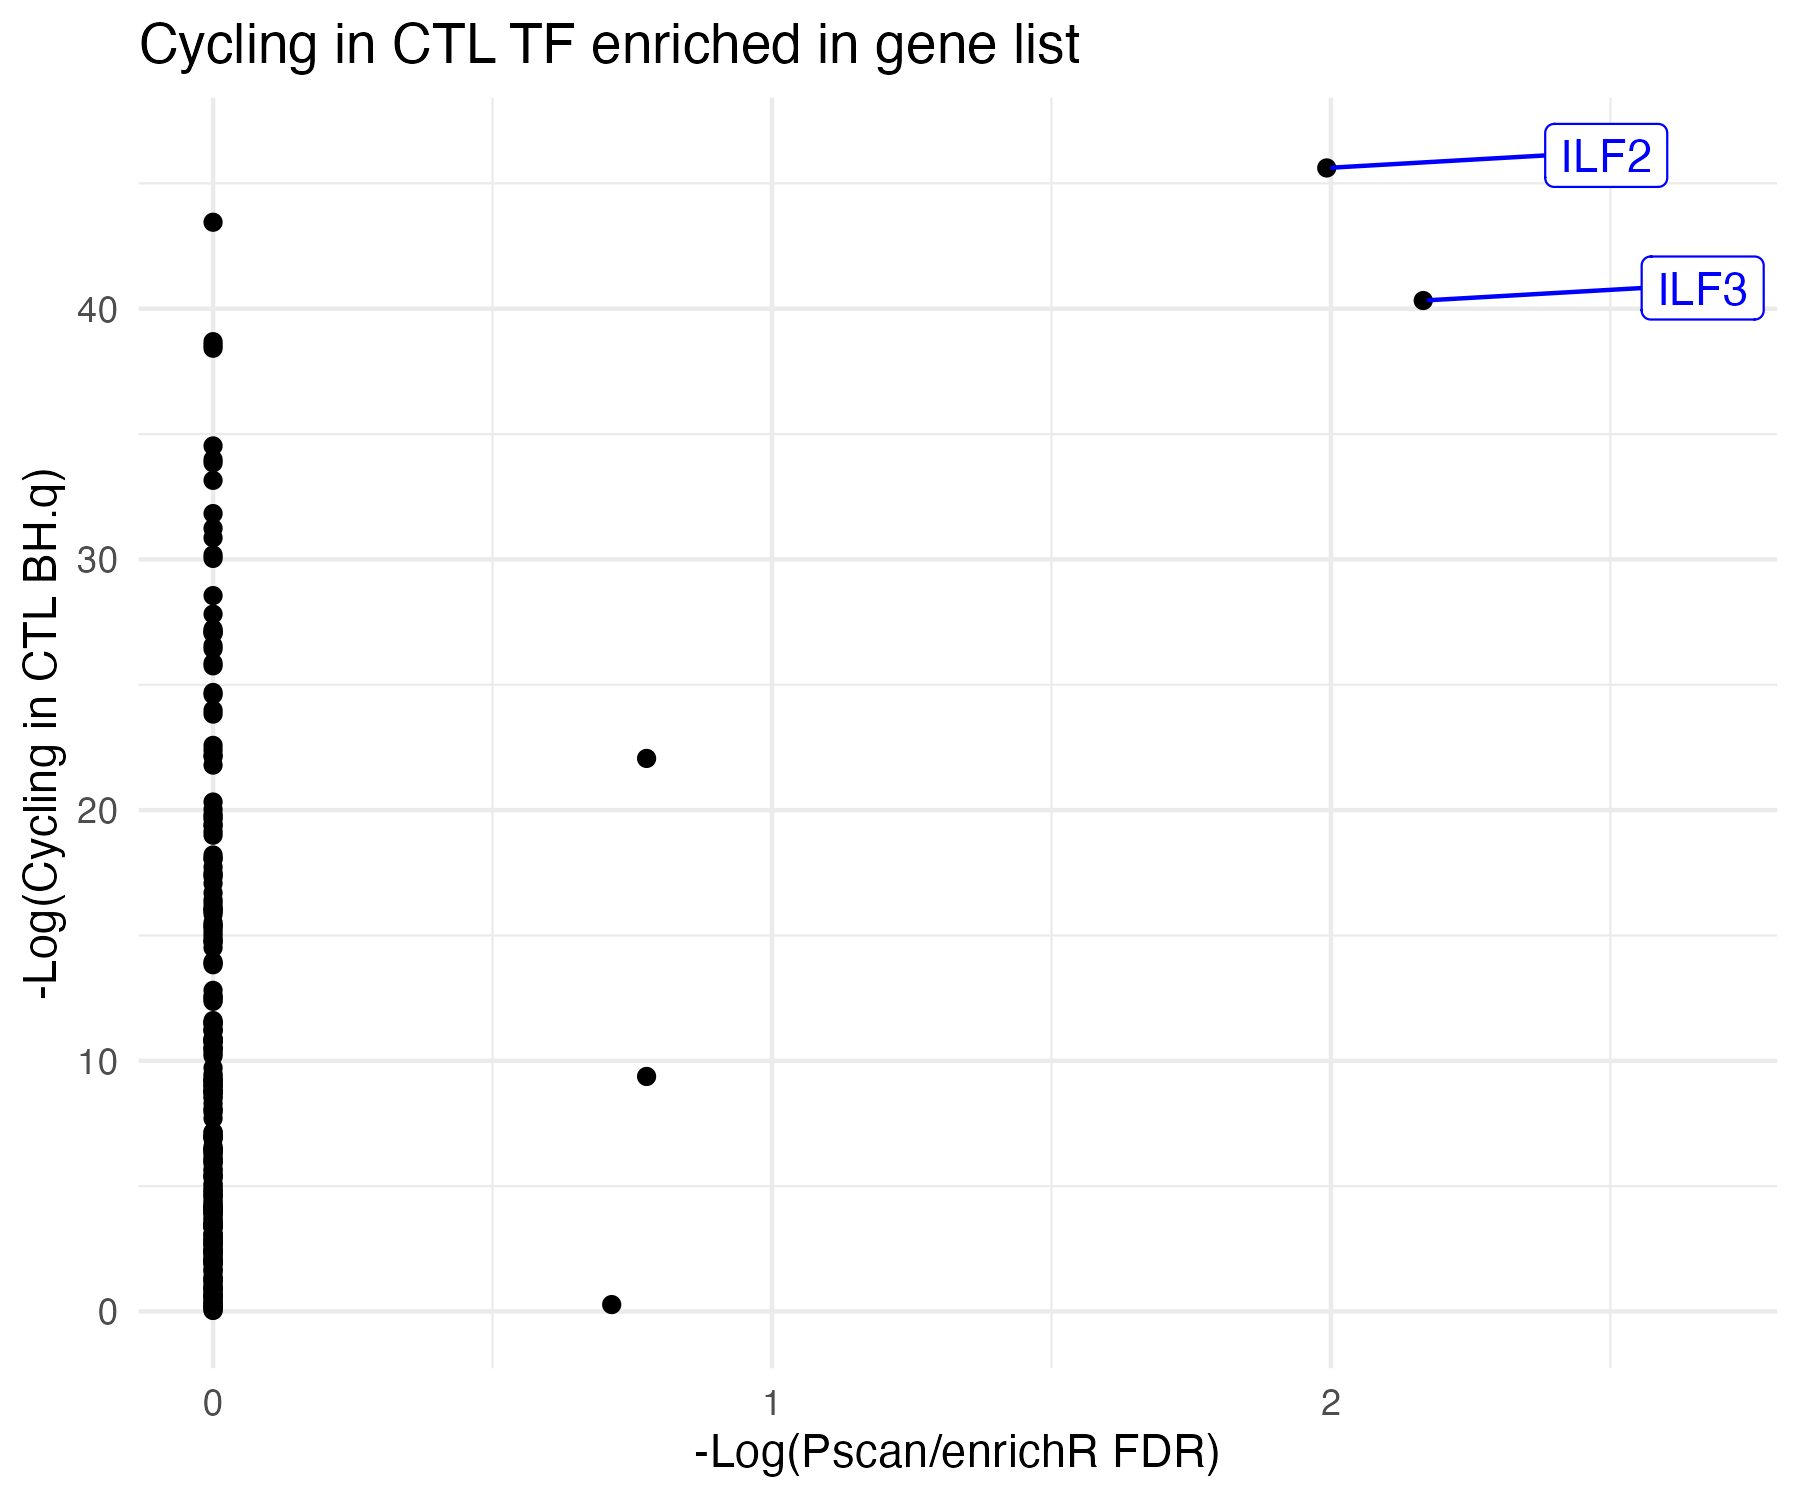 Cycling in CTL TF enriched in gene list
ILF2
ILF3
40
30
20
10
0
-Log(Cycling in CTL BH.q)
0 1 2
-Log(Pscan/enrichR FDR)